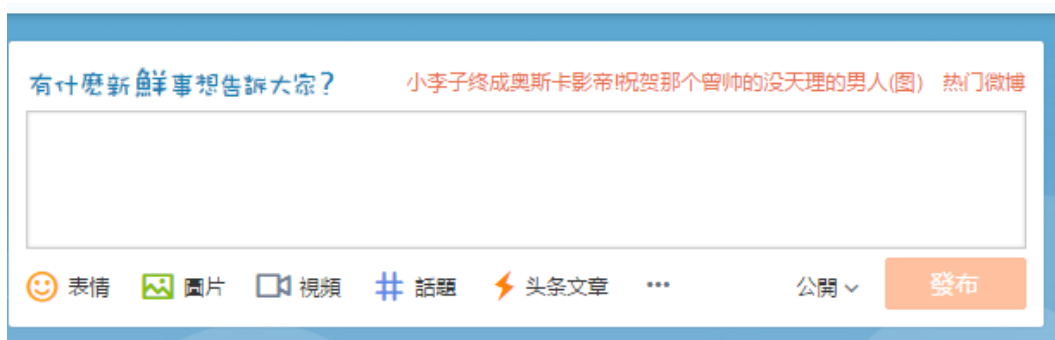 有什麼新鮮事想告訴大家? 小李子终成奥斯卡影帝!祝贺那个曾帅的没天理的男人(图) 热门微博
表情 圖片 視頻 話題 头条文章 ... 公開 發布